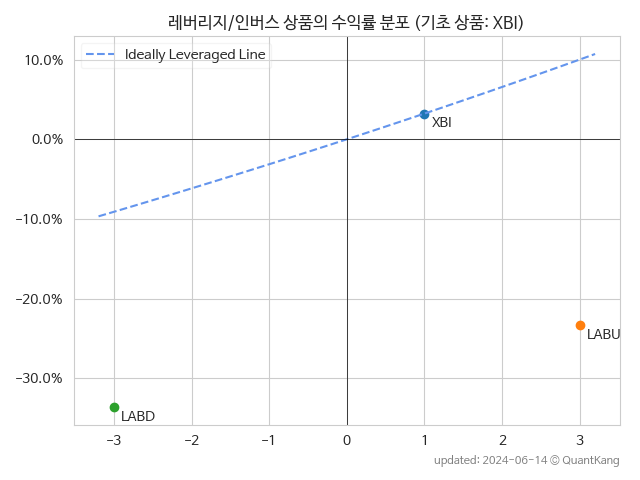 레버리지/인버스 상품의 수익률 분포 (기초 상품: XBI)
Ideally Leveraged Line
10.0%
XBI
0.0%
−10.0%
−20.0%
LABU
−30.0%
LABD
−3 −2 −1 0 1 2 3
updated: 2024-06-14 © QuantKang